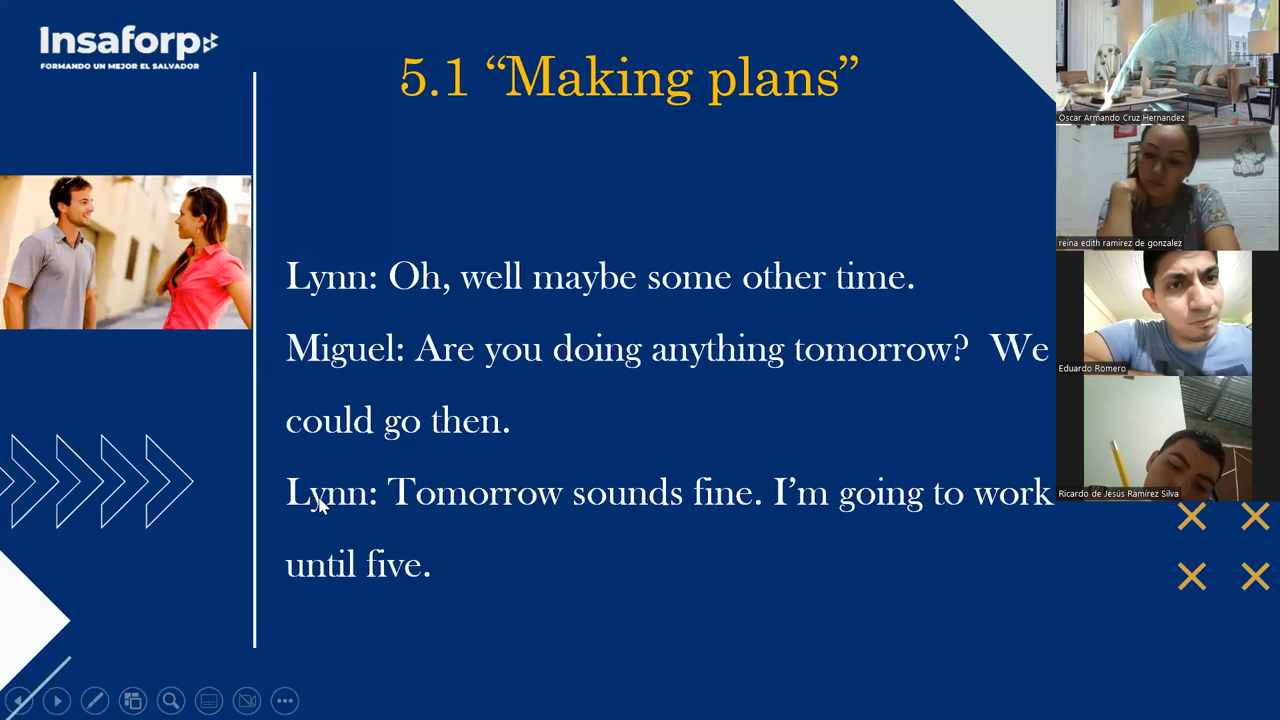 Insaforp
FORMANDO UN MEJOR EL SALVADOR
5.1 “Making plans”
Lynn: Oh, well maybe some other time.
Miguel: Are you doing anything tomorrow?  We
could go then.
Lynn: Tomorrow sounds fine. I’m going to work
until five.
Oscar Armando Cruz Hernandez
reina edith ramirez de gonzalez
Eduardo Romero
Ricardo de Jesús Ramírez Silva